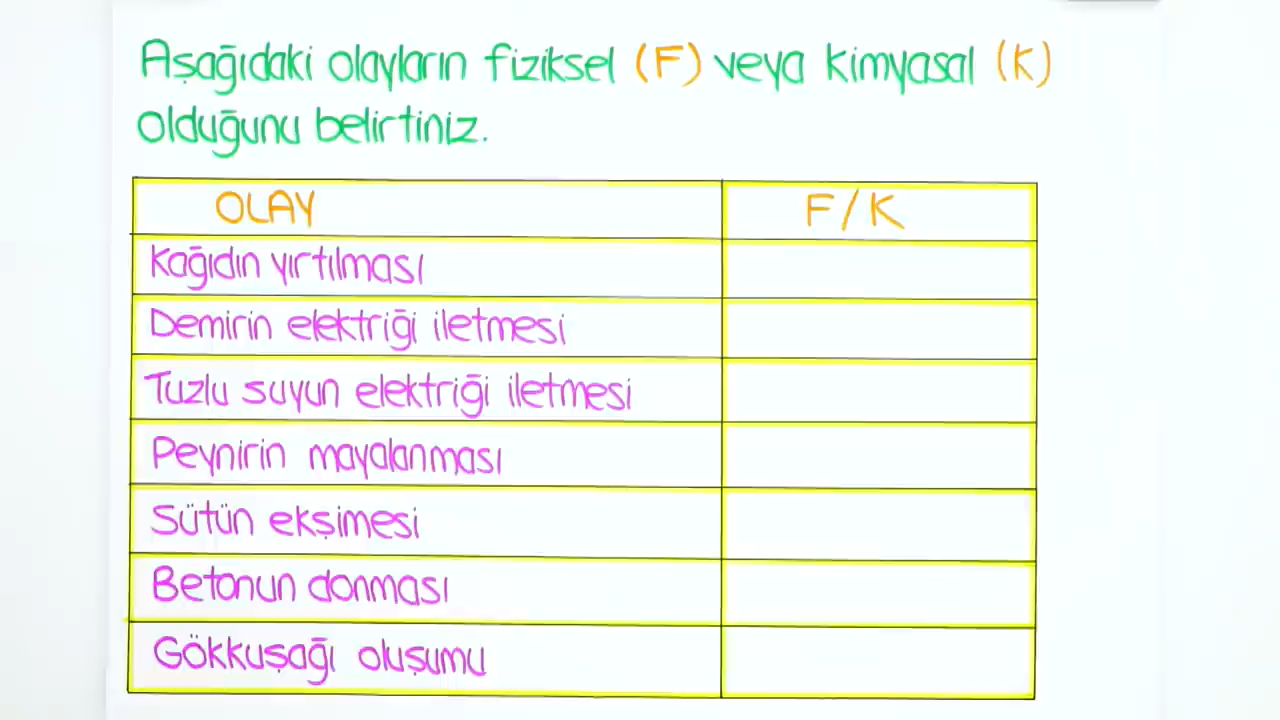 Aşağıdaki olayların fiziksel (F) veya kimyasal (K)
olduğunu belirtiniz.
OLAY F/K
Kağıdın yırtılması
Demirin elektriği iletmesi
Tuzlu suyun elektriği iletmesi
Peynirin mayalanması
Sütün ekşimesi
Betonun donması
Gökkuşağı oluşumu